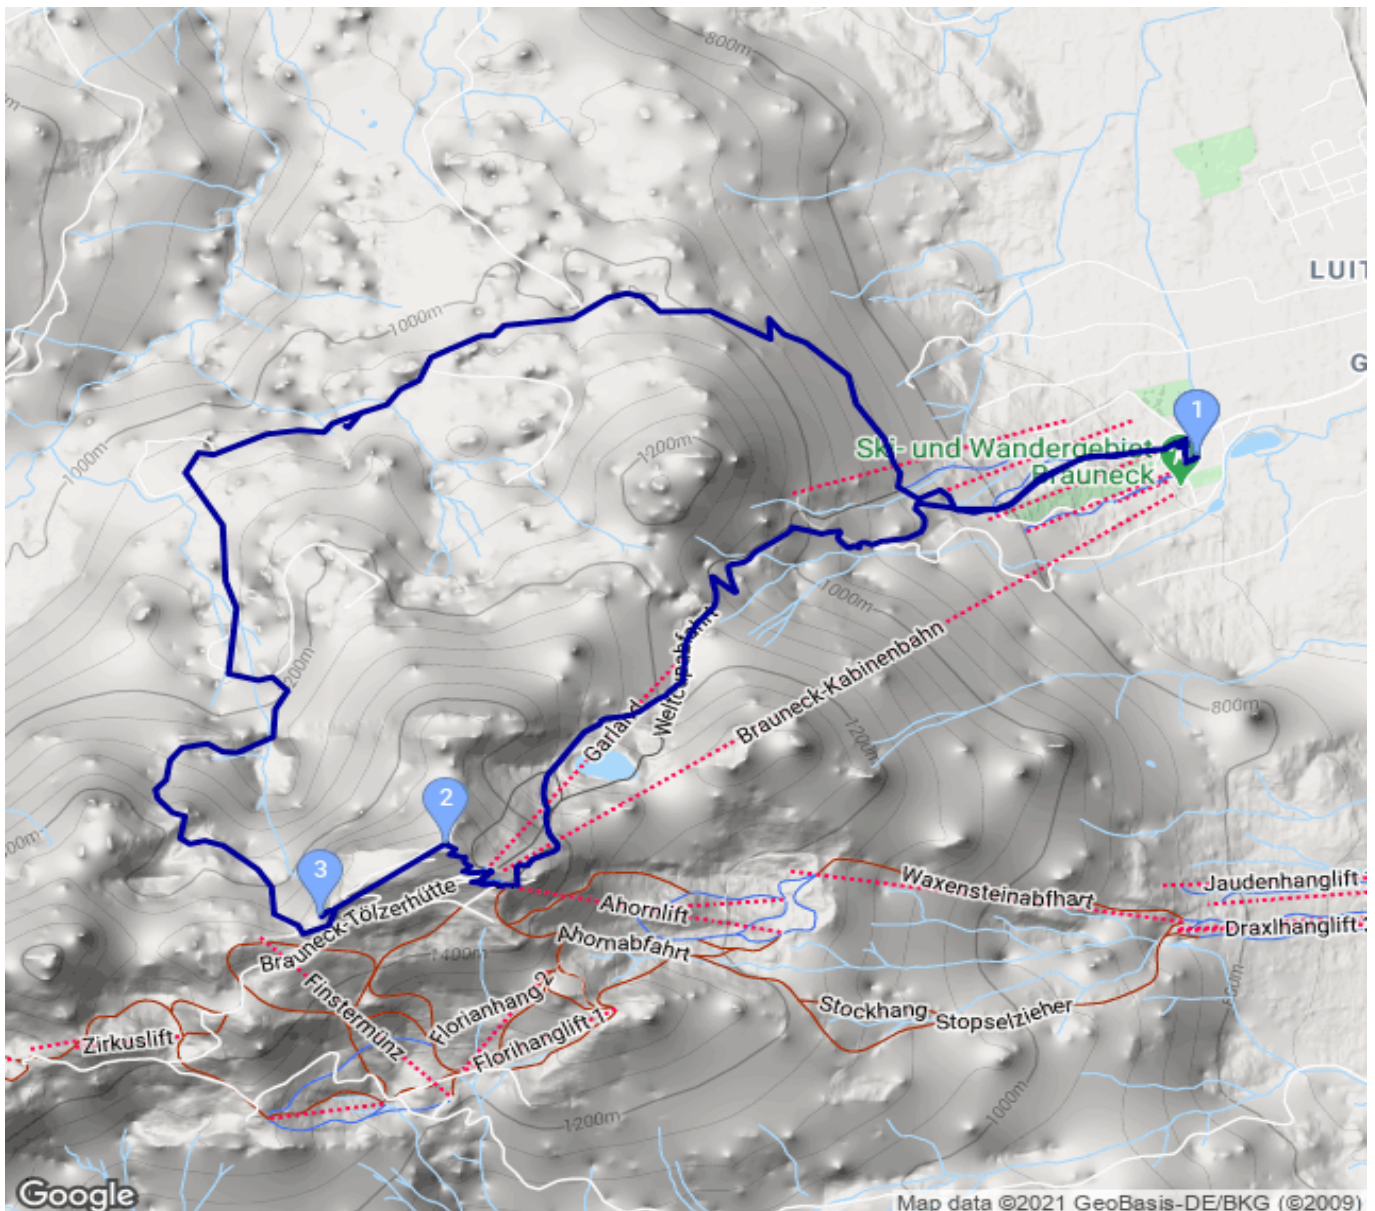 800m
LUIT
1000m
G
1
Ski- und Wandergebiet
Brauneck
1200m
1000m
1000m
Weltcupabfahrt
Garland
Brauneck-Kabinenbahn
200m
1200m
800m
2
3
Brauneck-Tölzerhütte
Waxensteinabfhart
Jaudenhanglift
Ahornlift
Draxlhanglift
Ahornabfahrt
1400m
Finstermünz
Florianhang 2
Stockhang
Stopselzieher
Zirkuslift
Florihanglift 1
1200m
1000m
Google
Map data ©2021 GeoBasis-DE/BKG (©2009)